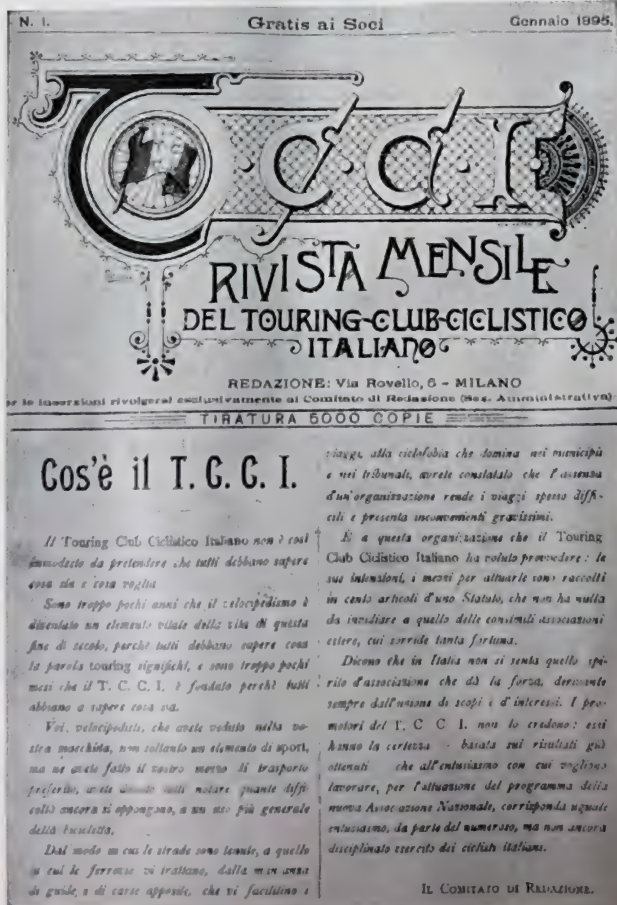 N. 1.
Gratis ai Soci
Gennaio 1895.
T.C.C.I
RIVISTA MENSILE
DEL TOURING-CLUB-CICLISTICO
ITALIANO
REDAZIONE: Via Rovello, 6 - MILANO
le inserzioni rivolgersi esclusivamente al Comitato di Redazione (Sez. Amministrativa)
TIRATURA 5000 COPIE
Cos'è il T. C. C. I.
Il Touring Club Ciclistico Italiano non è così
immodesto da pretendere che tutti debbano sapere
cosa sia e cosa voglia
Sono troppo pochi anni che il velocipedismo è
diventato un elemento vitale della vita di questa
fine di secolo, perchè tutti debbano sapere cosa
la parola touring significhi, e sono troppo pochi
mesi che il T. C. C. I. è fondato perchè tutti
abbiano a sapere cosa sia.
Voi, velocipedisti, che avete veduto nella vo-
stra macchina, non soltanto un elemento di sport,
ma ne avete fatto il vostro mezzo di trasporto
preferito, avete dovuto tutti notare quante diffi-
coltà ancora si oppongono, a un uso più generale
della bicicletta.
Dal modo in cui le strade sono tenute, a quello
in cui le ferrovie vi trattano, dalla mancanza
di guide, e di carte apposite, che vi facilitino i
viaggi, alla ciclofobia che domina nei municipii
e nei tribunali, avrete constatato che l'assenza
d'un'organizzazione rende i viaggi spesso diffi-
cili e presenta inconvenienti gravissimi.
È a questa organizzazione che il Touring
Club Ciclistico Italiano ha voluto provvedere: le
sue intenzioni, i mezzi per attuarle sono raccolti
in cento articoli d'uno Statuto, che non ha nulla
da invidiare a quello delle consimili associazioni
estere, cui sorride tanta fortuna.
Dicono che in Italia non si senta quello spi-
rito d'associazione che dà la forza, derivante
sempre dall'unione di scopi e d'interessi. I pro-
motori del T. C C I. non lo credono: essi
hanno la certezza - basata sui risultati già
ottenuti che all'entusiasmo con cui vogliono
lavorare, per l'attuazione del programma della
nuova Associazione Nazionale, corrisponda uguale
entusiasmo, da parte del numeroso, ma non ancora
disciplinato esercito dei ciclisti italiani.
IL COMITATO DI REDAZIONE.